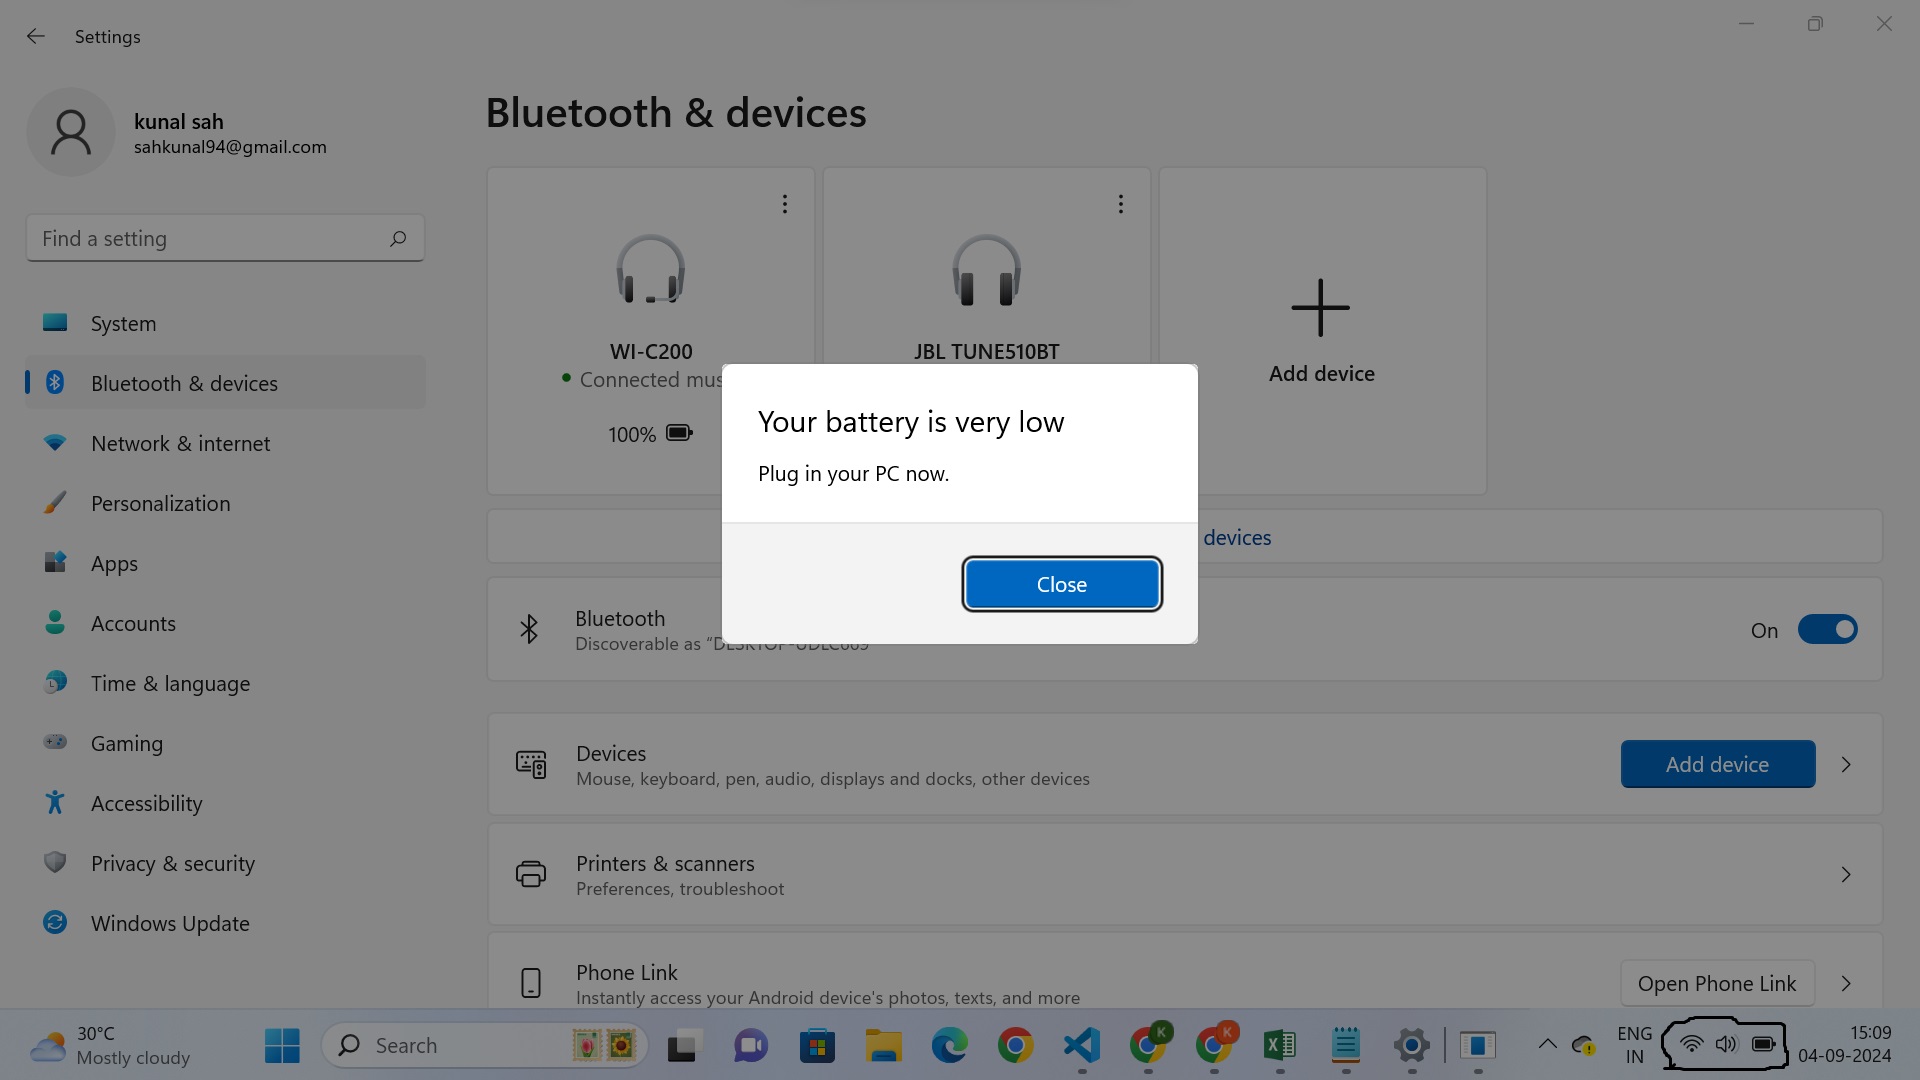 Settings
kunal sah
sahkunal94@gmail.com
Find a setting
System
Bluetooth & devices
Network & internet
Personalization
Apps
Accounts
Time & language
Gaming
Accessibility
Privacy & security
Windows Update
Bluetooth & devices
WI-C200
Connected mus
100%
JBL TUNE510BT
Add device
Your battery is very low
Plug in your PC now.
Close
devices
Bluetooth
Discoverable as
On
Devices
Mouse, keyboard, pen, audio, displays and docks, other devices
Add device
Printers & scanners
Preferences, troubleshoot
Phone Link
Instantly access your Android device's photos, texts, and more
Open Phone Link
30°C
Mostly cloudy
Search
K
K
ENG
IN
15:09
04-09-2024